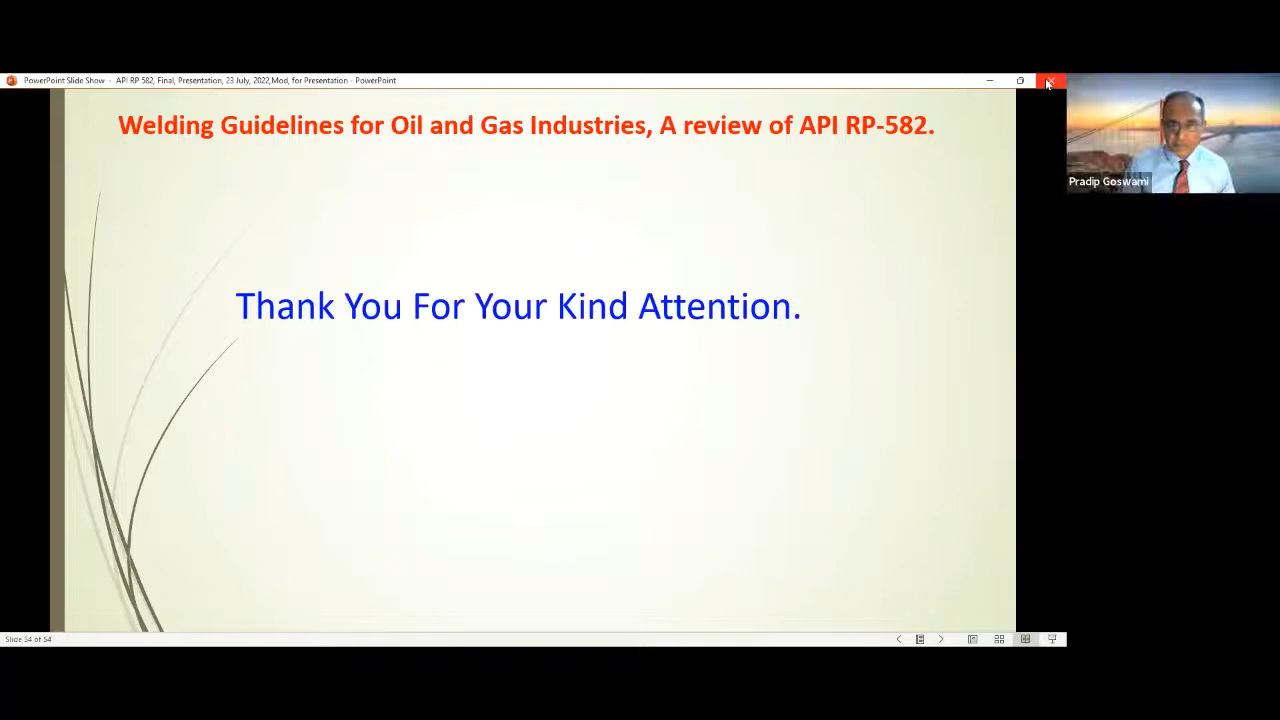 PowerPoint Slide Show - API RP 582, Final, Presentation, 23 July, 2022,Mod, for Presentation - PowerPoint
Welding Guidelines for Oil and Gas Industries, A review of API RP-582.
Pradip Goswami
Thank You For Your Kind Attention.
Slide 54 of 54